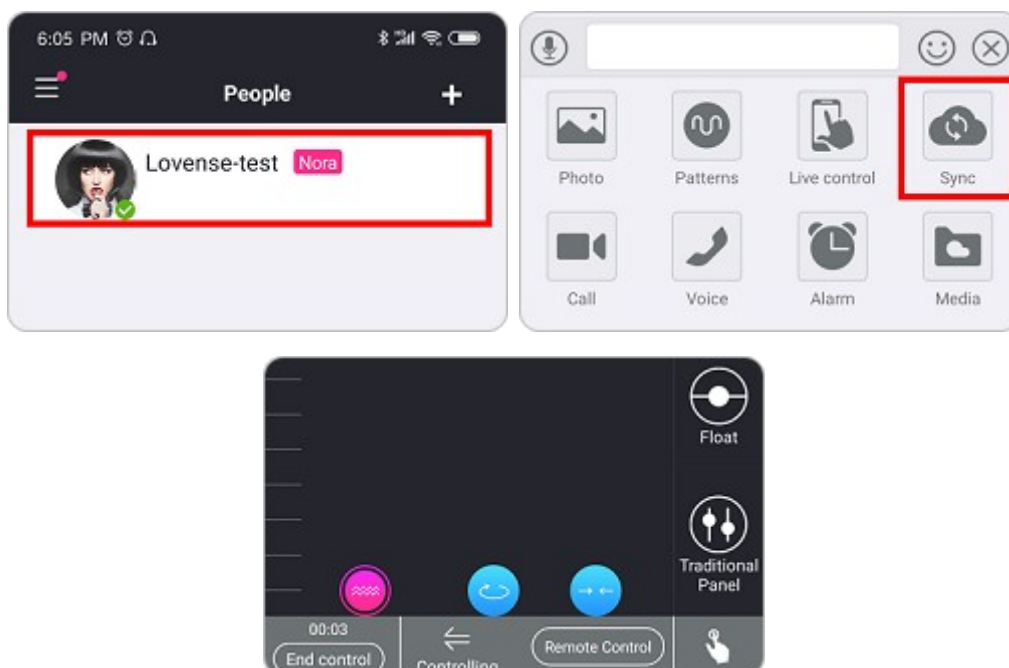 6:05 PM
People
Lovense-test Nora
Photo
Patterns
Live control
Sync
Call
Voice
Alarm
Media
Float
Traditional
Panel
00:03
End control
Controlling
Remote Control